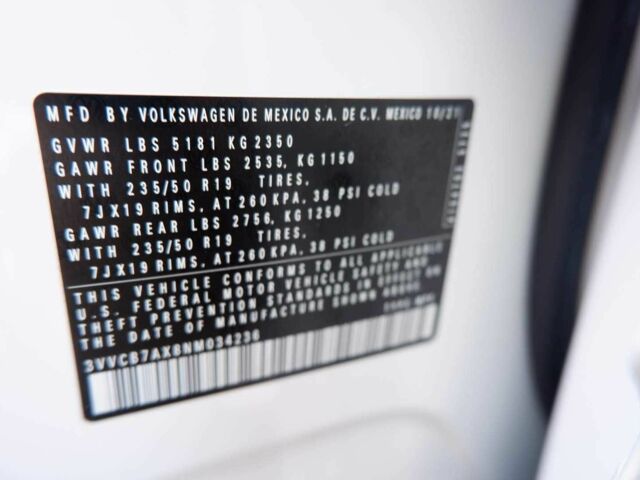 MFD BY VOLKSWAGEN DE MEXICO S.A. DE C.V. MEXICO 10/21
GVWR LBS 5181 KG 2350
GAWR FRONT LBS 2535, KG 1150
WITH 235/50 R19 TIRES,
7JX19 RIMS, AT 260 KPA, 38 PSI COLD
GAWR REAR LBS 2756, KG 1250
WITH 235/50 R19 TIRES,
7JX19 RIMS, AT 260 KPA, 38 PSI COLD
THIS VEHICLE CONFORMS TO ALL APPLICABLE
U.S. FEDERAL MOTOR VEHICLE SAFETY AND
THEFT PREVENTION STANDARDS IN EFFECT ON
THE DATE OF MANUFACTURE SHOWN ABOVE
3VVCB7AX8NM034236